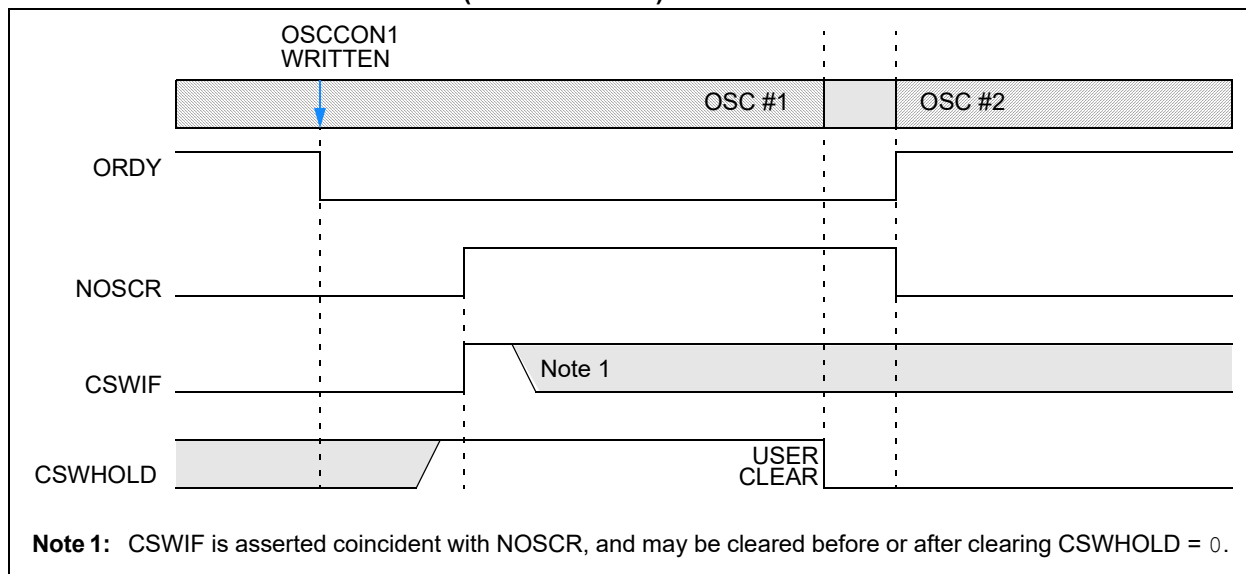 OSCCON1
WRITTEN
OSC #1
OSC #2
ORDY
NOSCR
CSWIF
Note 1
CSWHOLD
USER
CLEAR
Note 1: CSWIF is asserted coincident with NOSCR, and may be cleared before or after clearing CSWHOLD = 0.